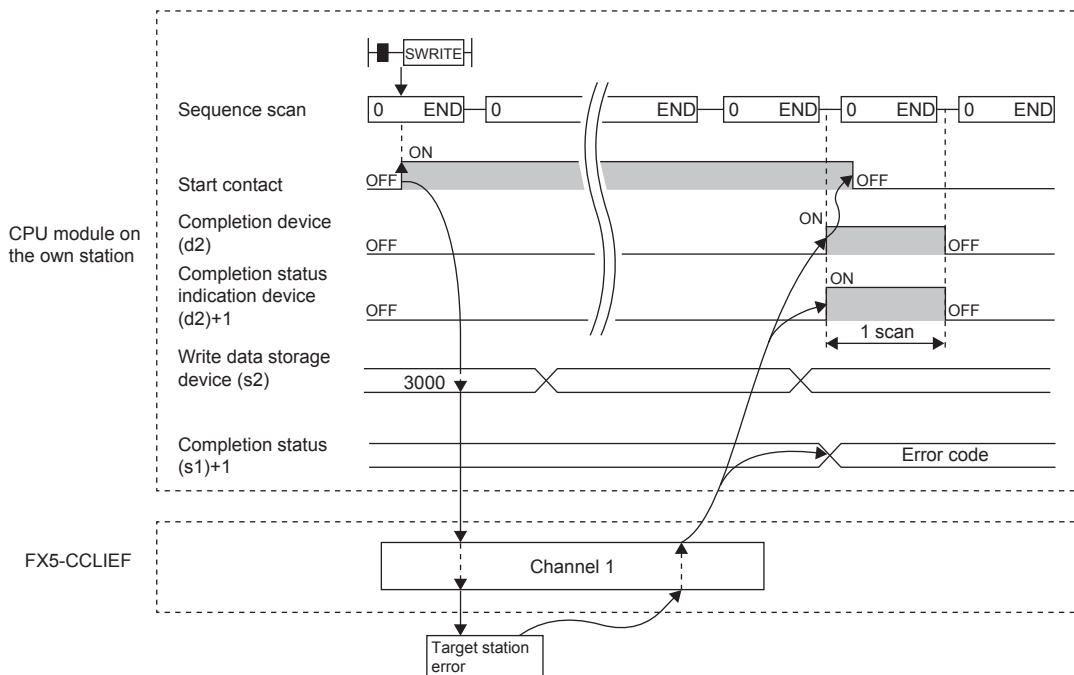 SWRITE
Sequence scan
0 END 0 END 0 END 0 END 0 END
ON
Start contact
OFF
OFF
CPU module on
the own station
Completion device
(d2)
ON
OFF
OFF
Completion status
indication device
(d2)+1
ON
OFF
OFF
1 scan
Write data storage
device (s2)
3000
Completion status
(s1)+1
Error code
FX5-CCLIEF
Channel 1
Target station
error